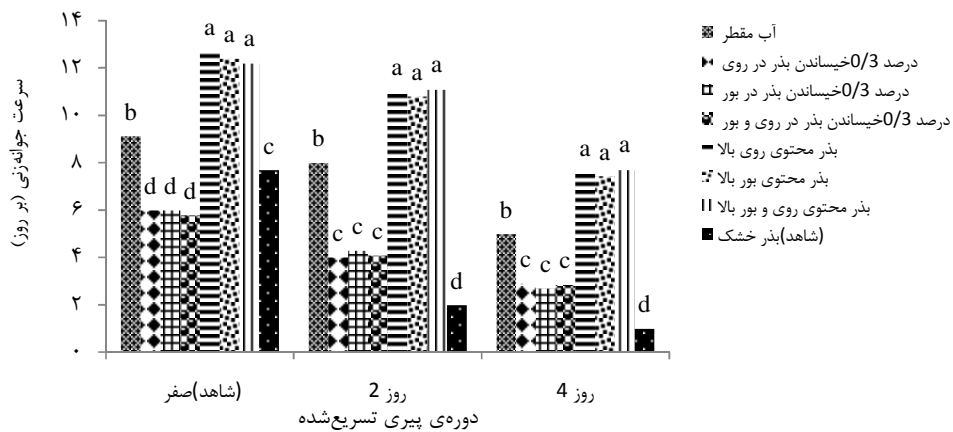 سرعت جوانه‌زنی (بر روز)
۱۴
۱۲
۱۰
۸
۶
۴
۲
۰
b d d d a a a c
a a a b c c c d
a a a b c c c d
(شاهد)صفر
2 روز
4 روز
دوره‌ی پیری تسریع‌شده
آب مقطر
درصد 0/3خیساندن بذر در روی
درصد 0/3خیساندن بذر در بور
درصد 0/3خیساندن بذر در روی و بور
بذر محتوی روی بالا
بذر محتوی بور بالا
بذر محتوی روی و بور بالا
(شاهد)بذر خشک